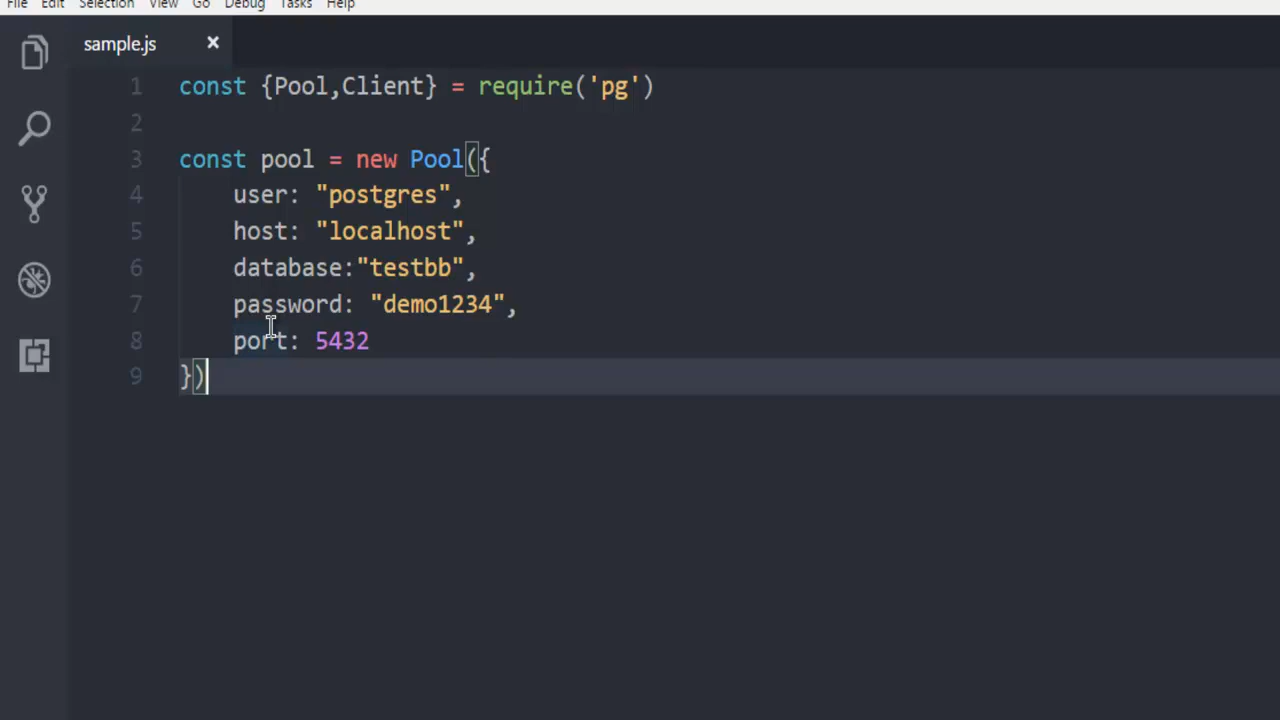 File Edit Selection View Go Debug Tasks Help
sample.js ×
1 const {Pool,Client} = require('pg')
2
3 const pool = new Pool({
4 user: "postgres",
5 host: "localhost",
6 database:"testbb",
7 password: "demo1234",
8 port: 5432
9 })